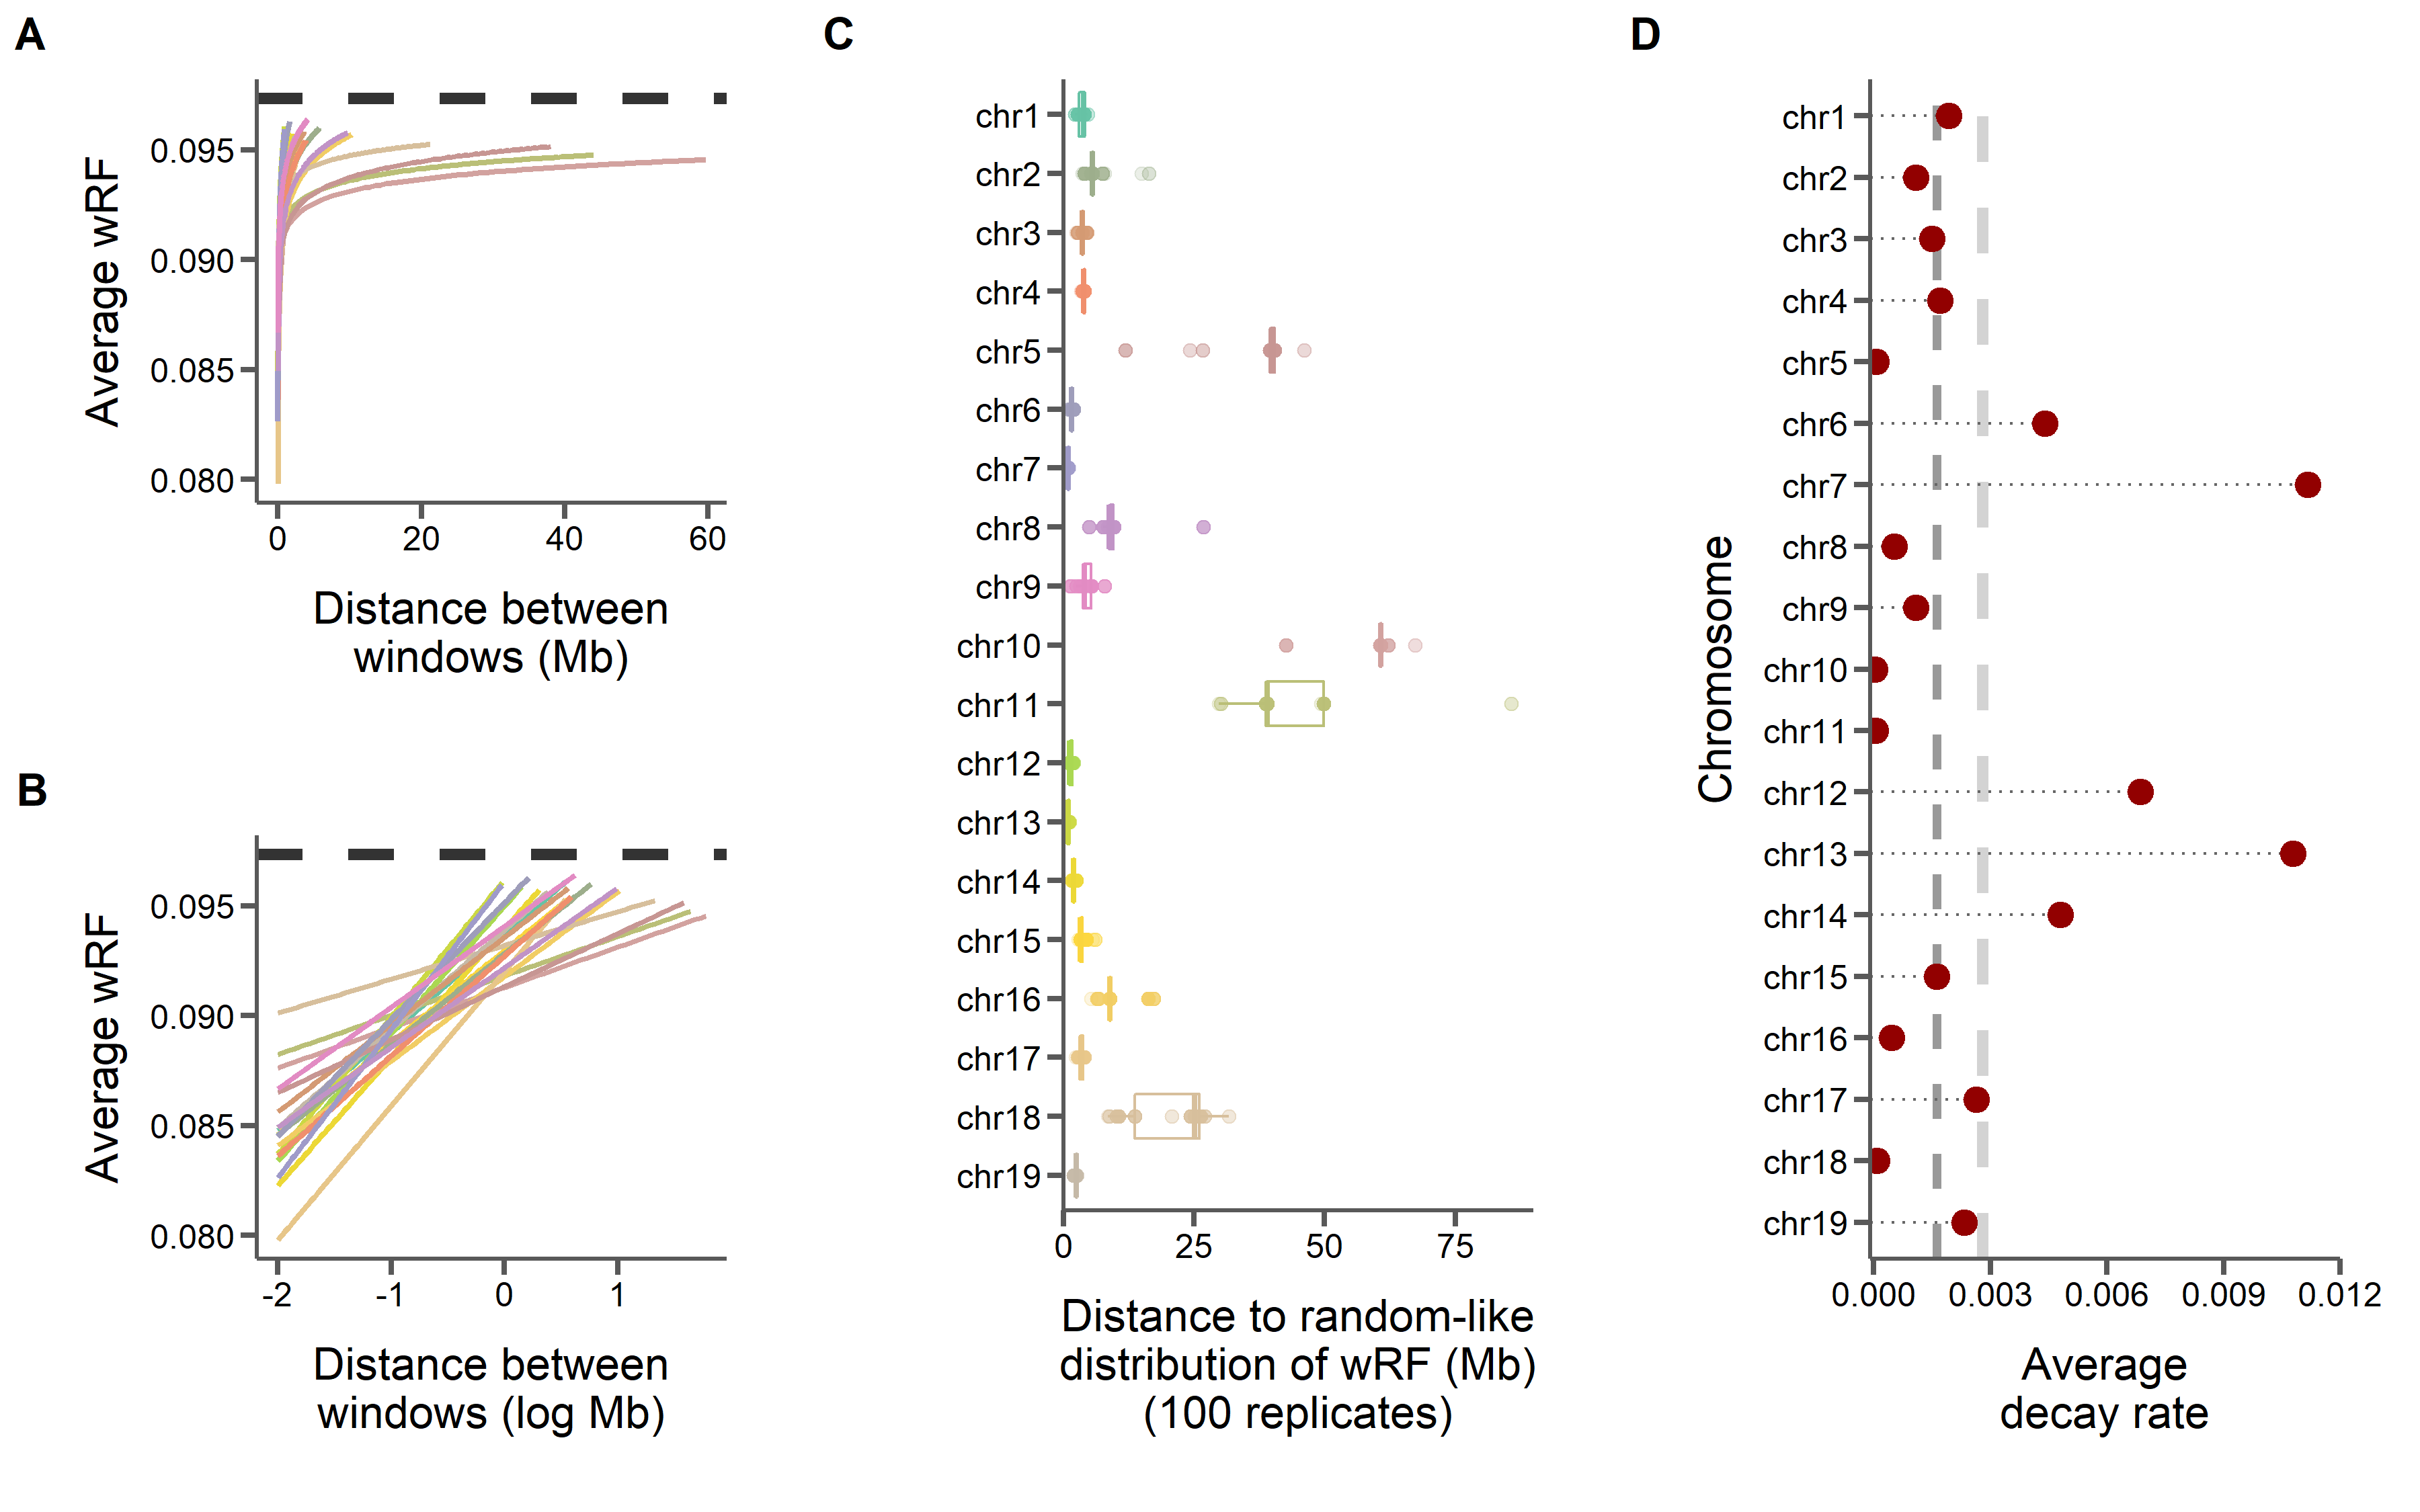 A
Average wRF
0.095
0.090
0.085
0.080
0 20 40 60
Distance between
windows (Mb)
B
Average wRF
0.095
0.090
0.085
0.080
-2 -1 0 1
Distance between
windows (log Mb)
C
chr1
chr2
chr3
chr4
chr5
chr6
chr7
chr8
chr9
chr10
chr11
chr12
chr13
chr14
chr15
chr16
chr17
chr18
chr19
0 25 50 75
Distance to random-like
distribution of wRF (Mb)
(100 replicates)
D
Chromosome
chr1
chr2
chr3
chr4
chr5
chr6
chr7
chr8
chr9
chr10
chr11
chr12
chr13
chr14
chr15
chr16
chr17
chr18
chr19
0.000 0.003 0.006 0.009 0.012
Average
decay rate